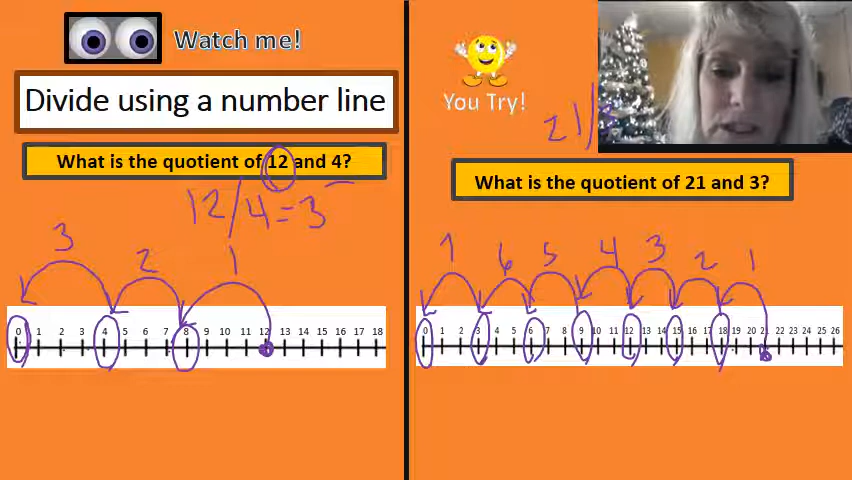 Watch me!
Divide using a number line
What is the quotient of 12 and 4?
12/4=3
3 2 1
0 1 2 3 4 5 6 7 8 9 10 11 12 13 14 15 16 17 18
You Try!
21/
What is the quotient of 21 and 3?
7 6 5 4 3 2 1
0 1 2 3 4 5 6 7 8 9 10 11 12 13 14 15 16 17 18 19 20 21 22 23 24 25 26